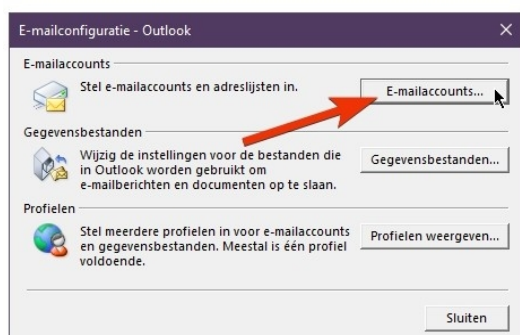 E-mailconfiguratie - Outlook
E-mailaccounts
Stel e-mailaccounts en adreslijsten in.
E-mailaccounts...
Gegevensbestanden
Wijzig de instellingen voor de bestanden die
in Outlook worden gebruikt om
e-mailberichten en documenten op te slaan.
Gegevensbestanden...
Profielen
Stel meerdere profielen in voor e-mailaccounts
en gegevensbestanden. Meestal is één profiel
voldoende.
Profielen weergeven...
Sluiten